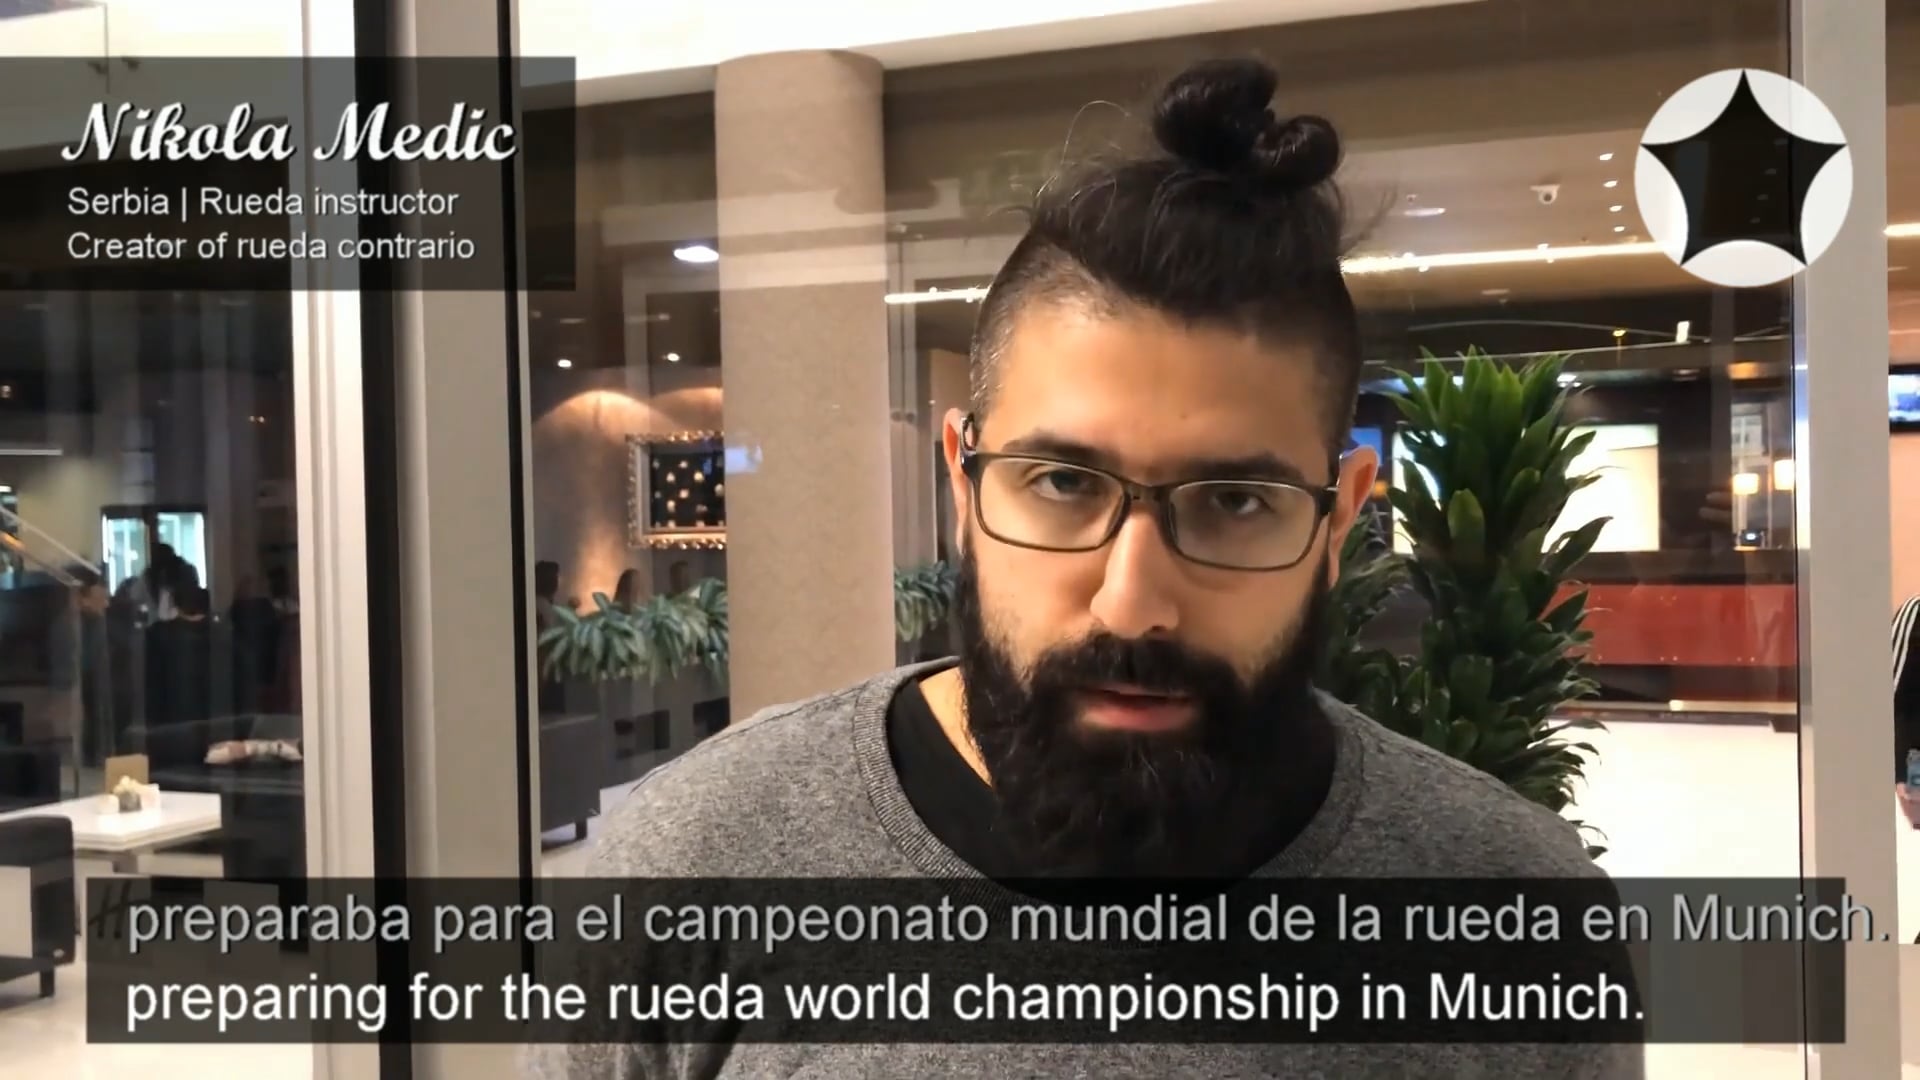 Nikola Medic
Serbia | Rueda instructor
Creator of rueda contrario
preparaba para el campeonato mundial de la rueda en Munich.
preparing for the rueda world championship in Munich.